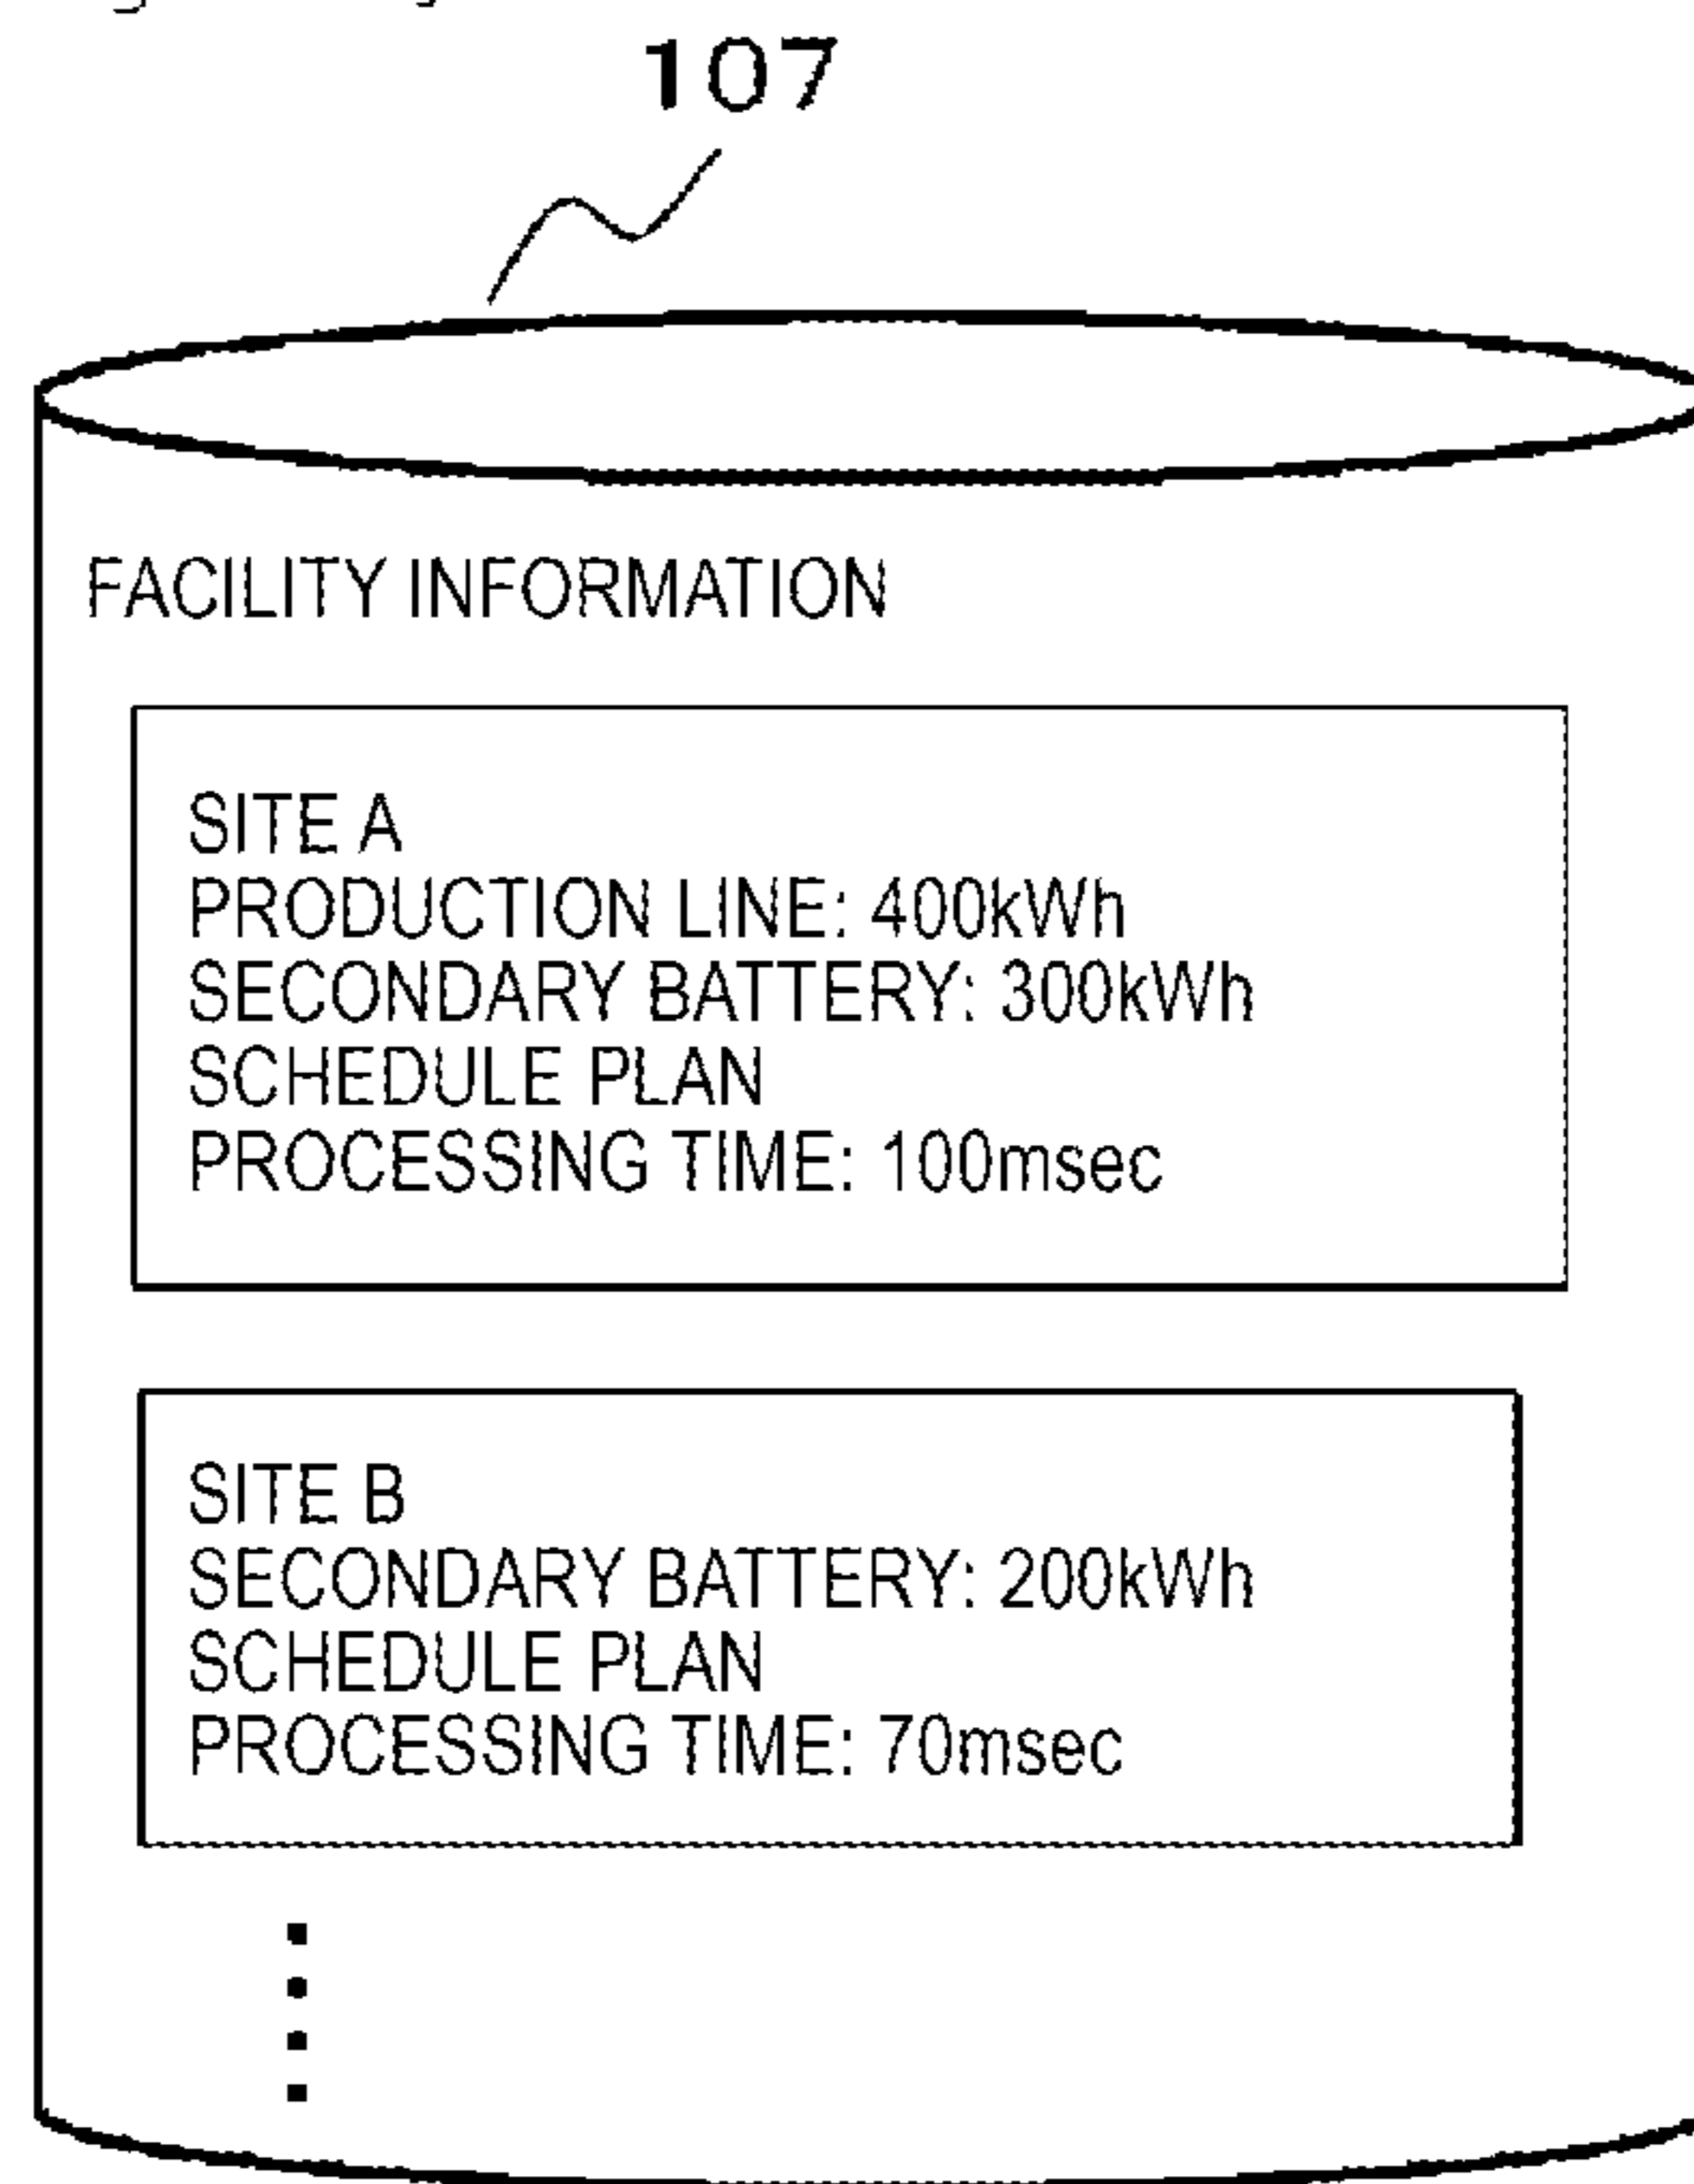 107
FACILITY INFORMATION
SITE A
PRODUCTION LINE: 400kWh
SECONDARY BATTERY: 300kWh
SCHEDULE PLAN
PROCESSING TIME: 100msec
SITE B
SECONDARY BATTERY: 200kWh
SCHEDULE PLAN
PROCESSING TIME: 70msec